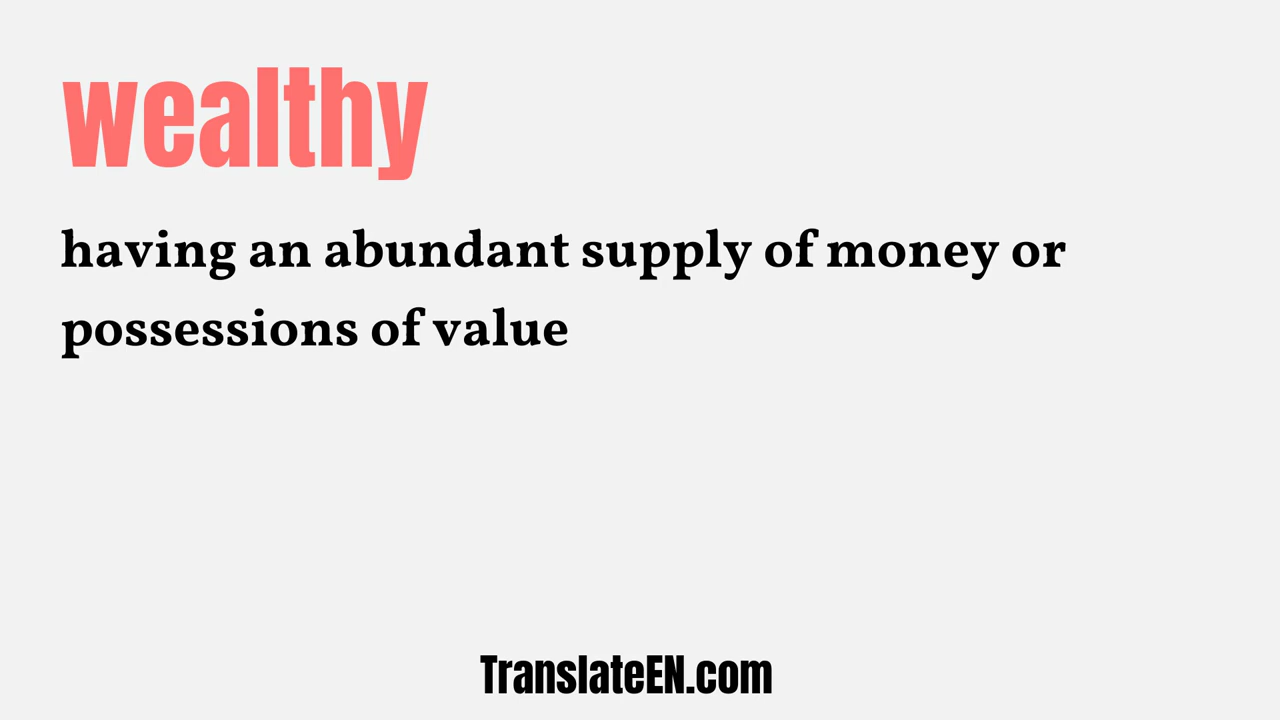 wealthy
having an abundant supply of money or
possessions of value
TranslateEN.com